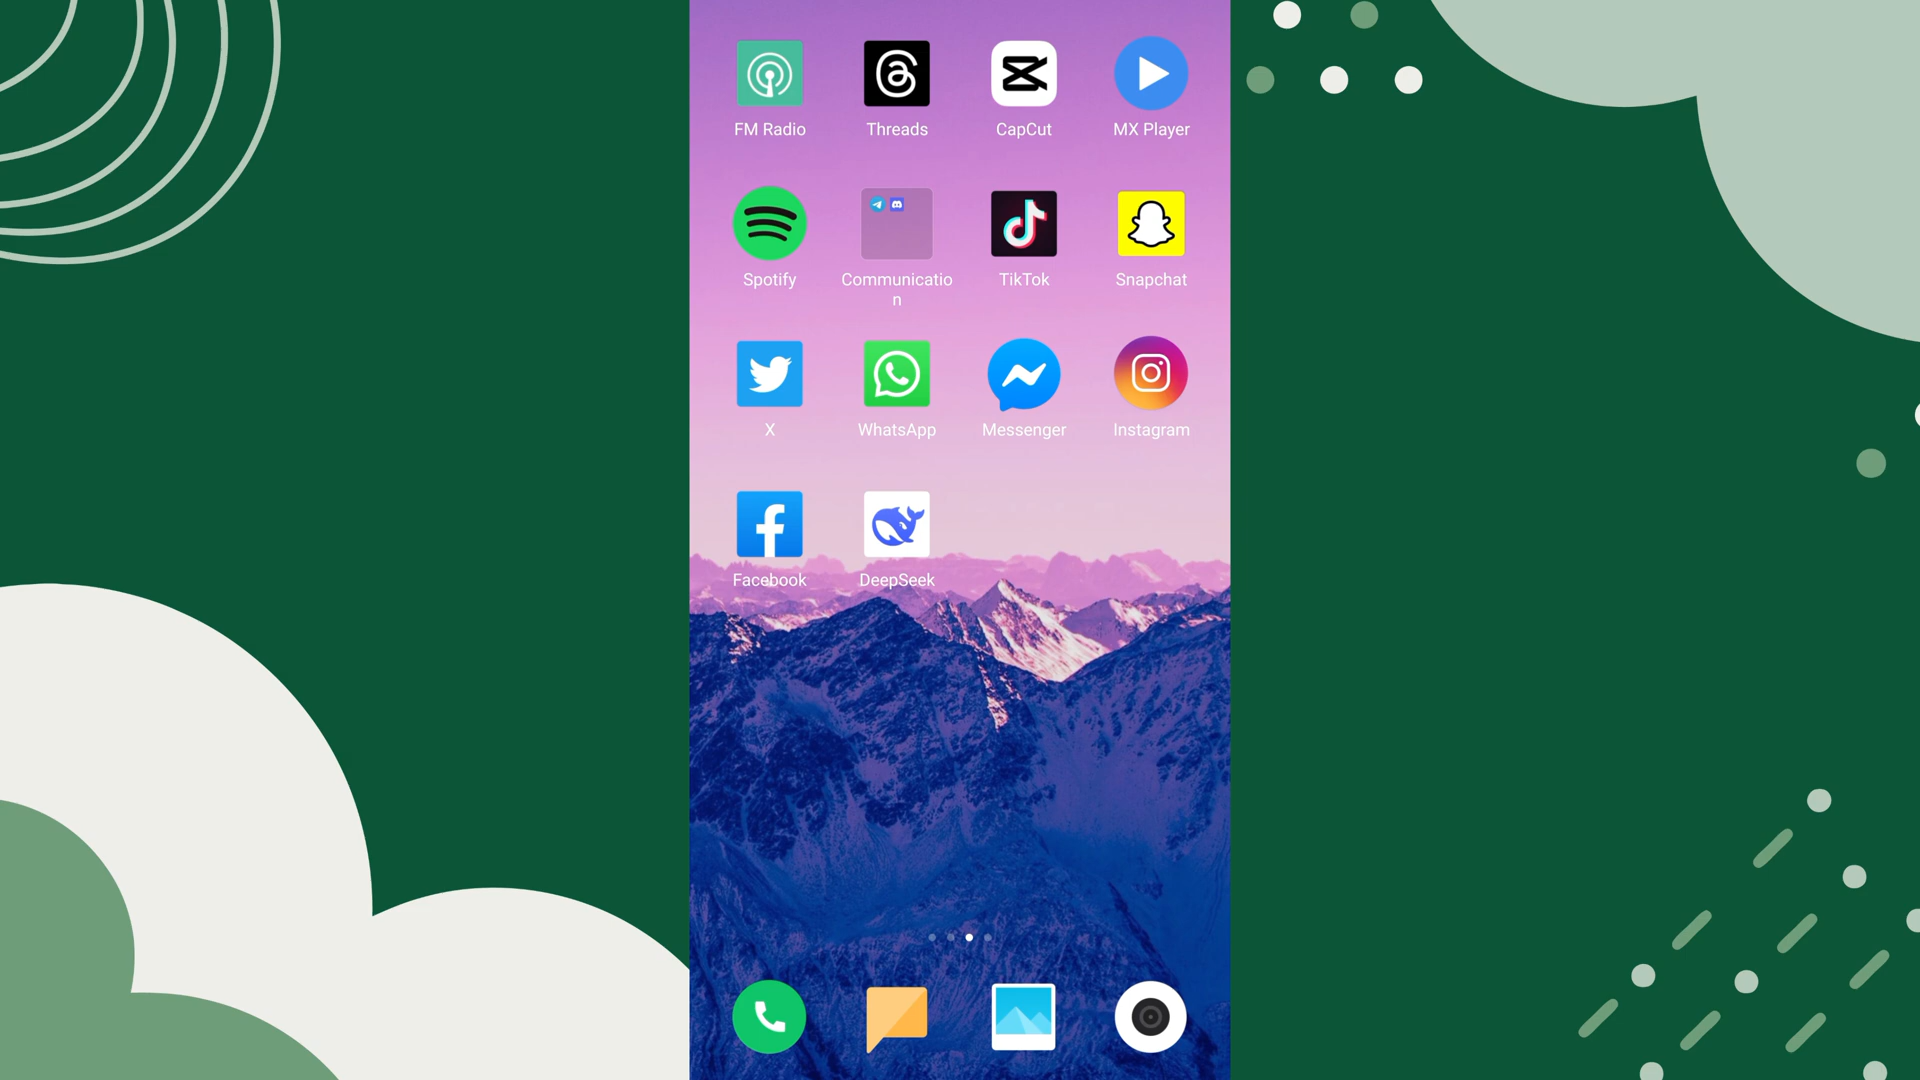 FM Radio
Threads
CapCut
MX Player
Spotify
Communicatio
n
TikTok
Snapchat
X
WhatsApp
Messenger
Instagram
Facebook
DeepSeek